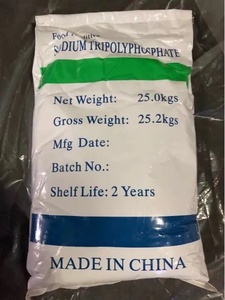 Food Additive
SODIUM TRIPOLYPHOSPHATE
Net Weight: 25.0kgs
Gross Weight: 25.2kgs
Mfg Date:
Batch No.:
Shelf Life: 2 Years
MADE IN CHINA